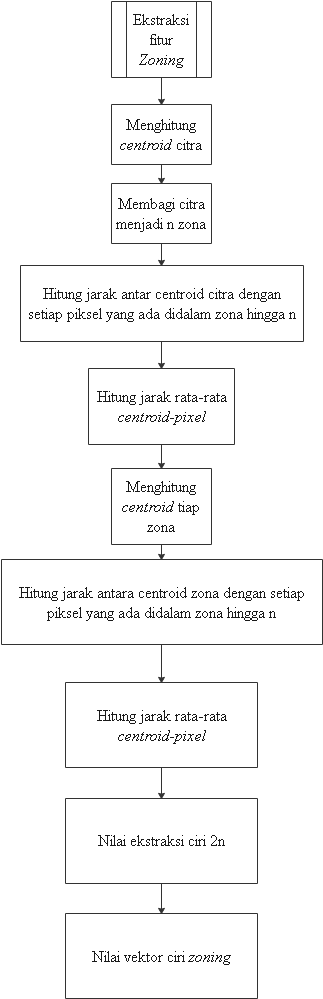 Ekstraksi
fitur
Zoning
Menghitung
centroid citra
Membagi citra
menjadi n zona
Hitung jarak antar centroid citra dengan
setiap piksel yang ada didalam zona hingga n
Hitung jarak rata-rata
centroid-pixel
Menghitung
centroid tiap
zona
Hitung jarak antara centroid zona dengan setiap
piksel yang ada didalam zona hingga n
Hitung jarak rata-rata
centroid-pixel
Nilai ekstraksi ciri 2n
Nilai vektor ciri zoning